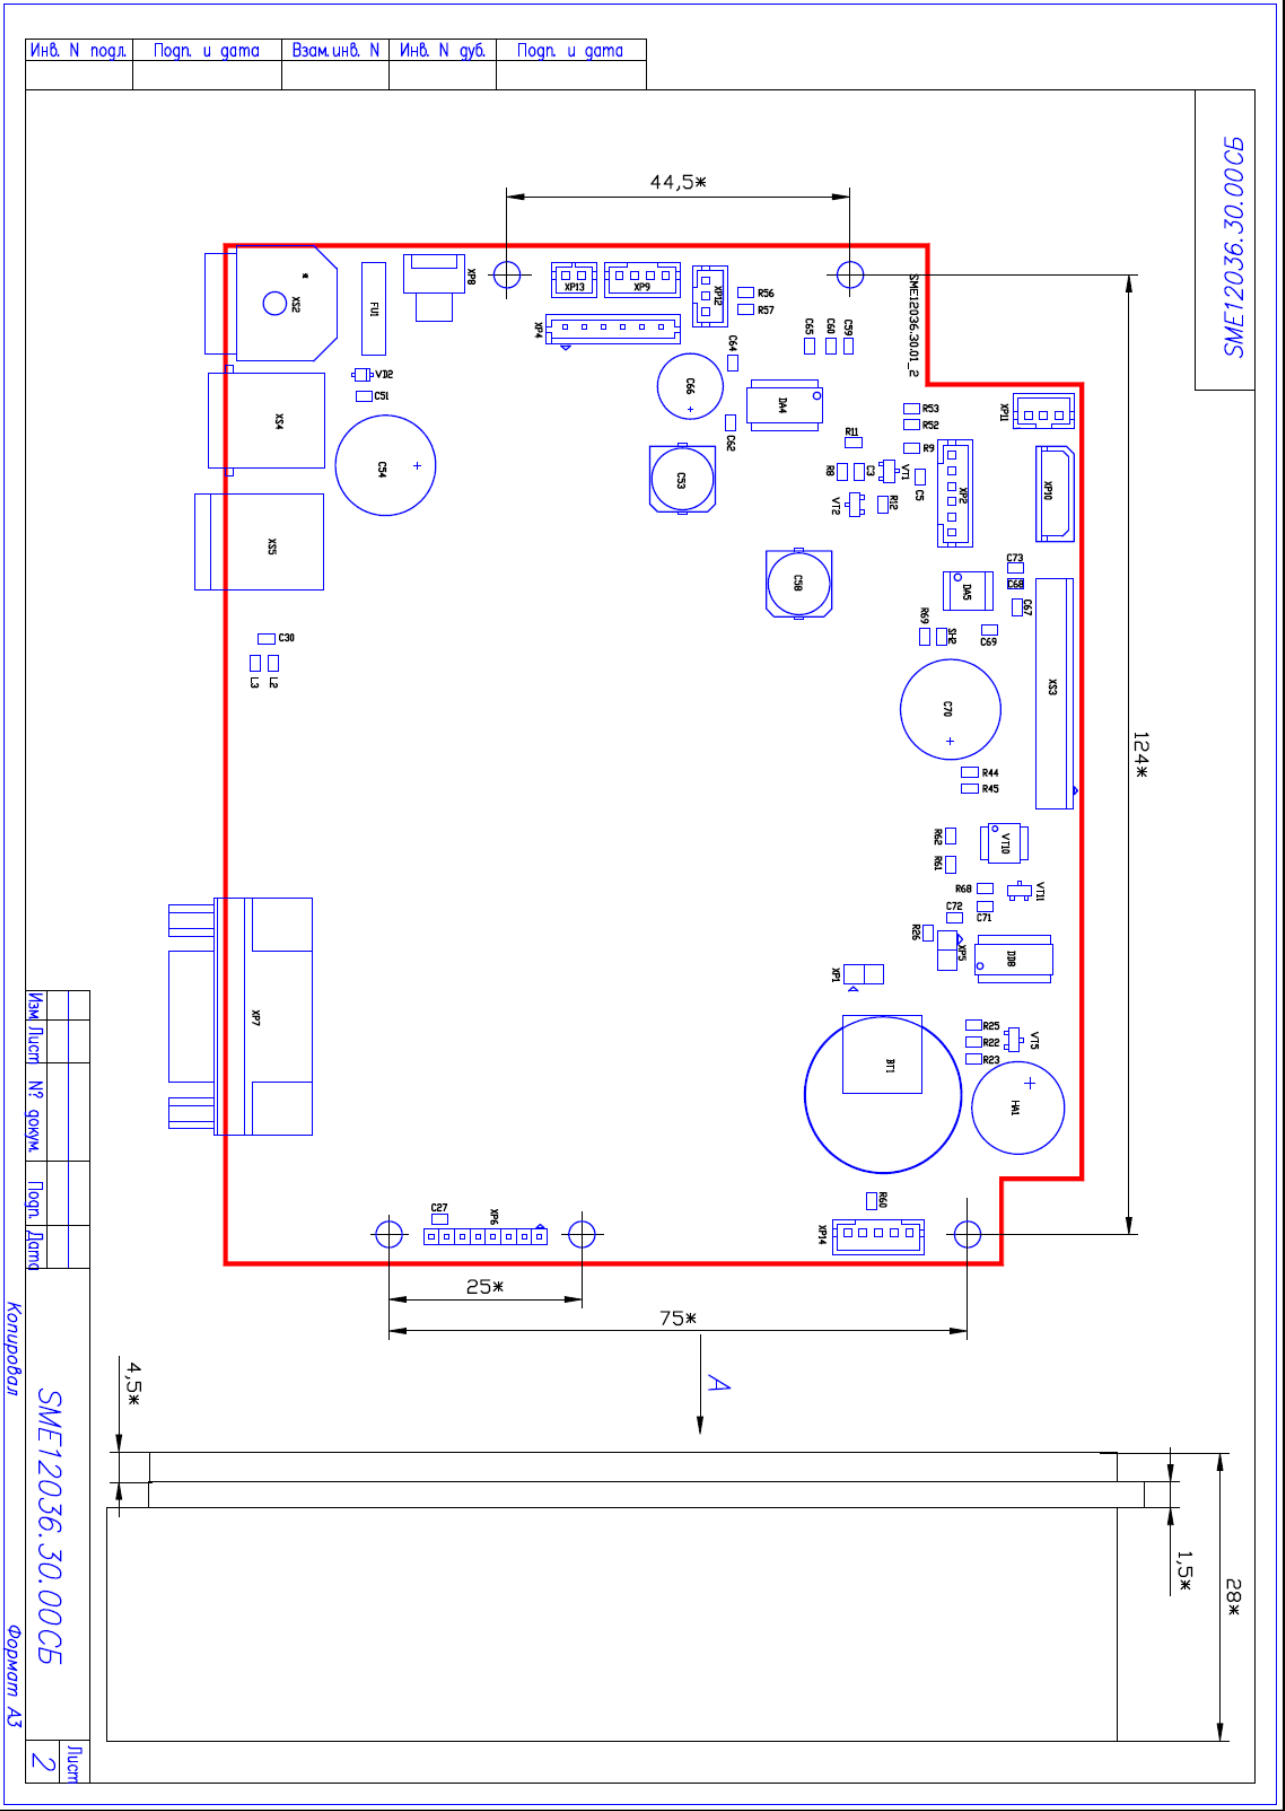 Инв. N подл.
Подп. и дата
Взам.инв. N
Инв. N дуб.
Подп. и дата
SME12036.30.00СБ
44,5*
SME12036.30.01_2
XS2
FU1
XP8
XP13
XP9
XP12
R56
R57
XP4
C64
C65
C60
C59
VD2
C51
C66
DA4
XS4
C54
C62
C53
R11
R53
R52
R9
XP11
R8
C3
VT1
C5
VT2
R12
XP2
XP10
XS5
C58
C73
C68
C67
DA5
R69
SH2
C69
C30
L3
L2
XS3
C70
124*
R44
R45
R62
R61
VT10
R68
VT11
C72
C71
R26
XP5
DD8
XP1
XP7
R25
R22
R23
VT5
BT1
HA1
C27
XP6
R60
XP14
25*
75*
A
4,5*
1,5*
28*
Изм
Лист
N? докум.
Подп.
Дата
Копировал
SME12036.30.00СБ
Формат А3
Лист
2